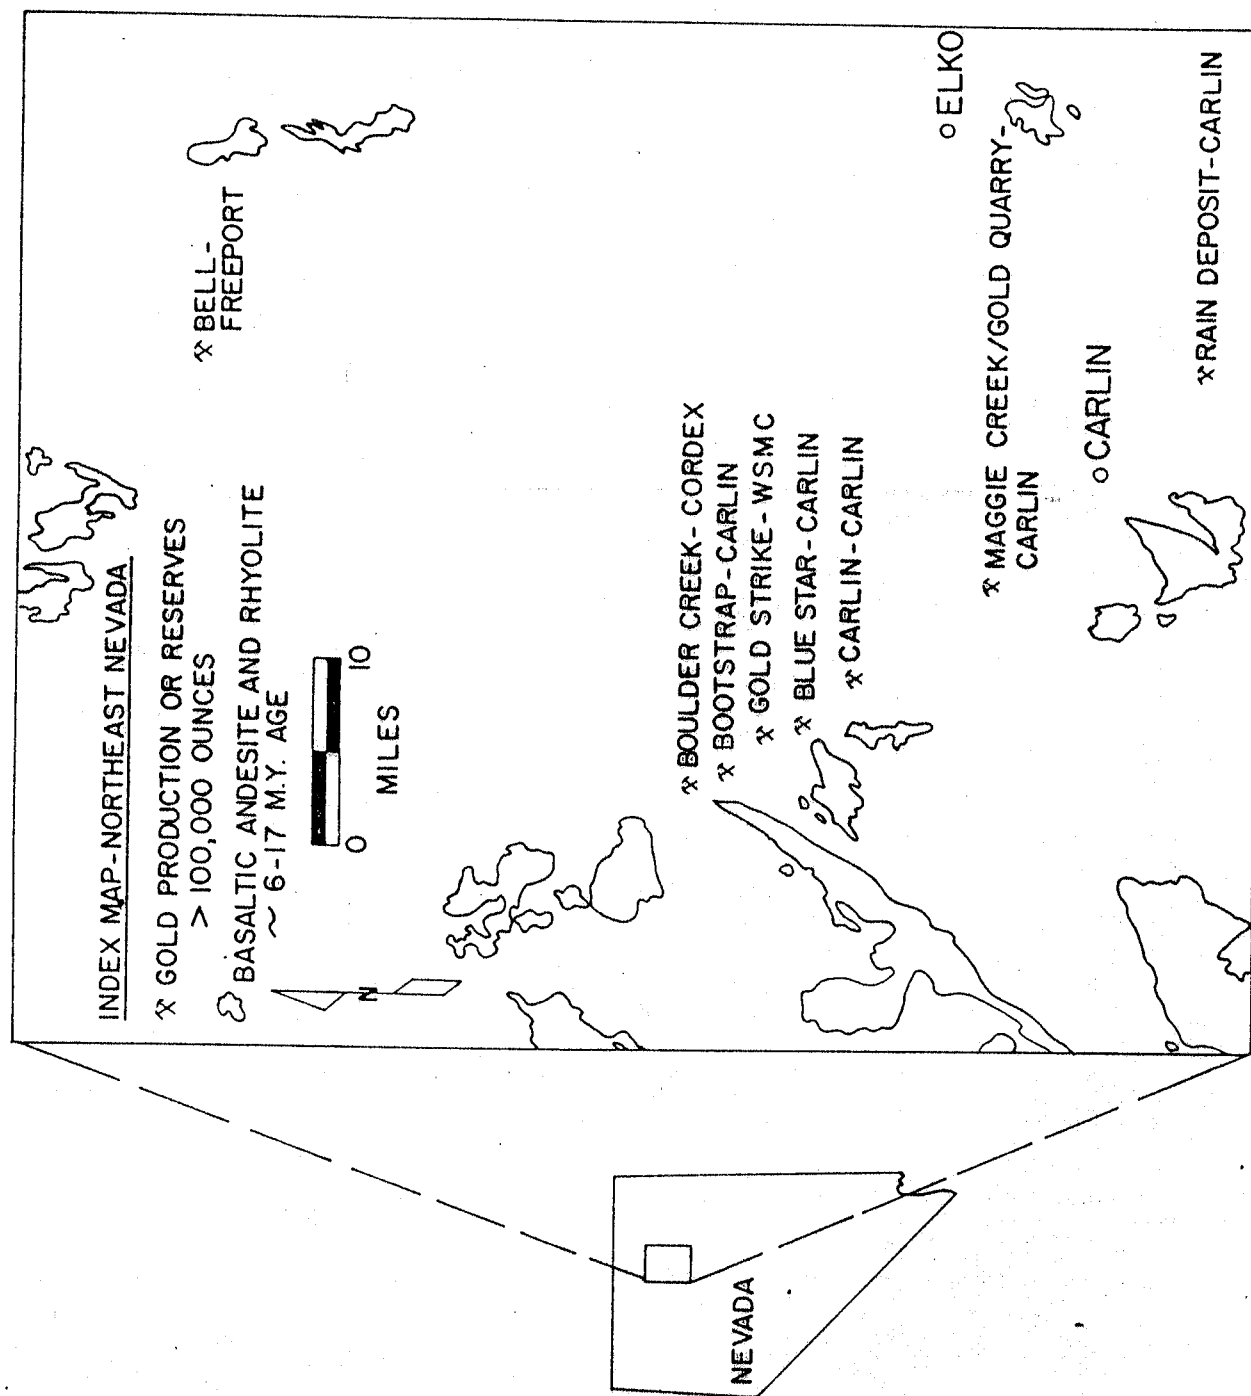 INDEX MAP-NORTHEAST NEVADA
GOLD PRODUCTION OR RESERVES
> 100,000 OUNCES
BASALTIC ANDESITE AND RHYOLITE
~ 6-17 M.Y. AGE
0 10
MILES
N
BELL-
FREEPORT
BOULDER CREEK-CORDEX
BOOTSTRAP-CARLIN
GOLD STRIKE-WSMC
BLUE STAR-CARLIN
CARLIN-CARLIN
ELKO
MAGGIE CREEK/GOLD QUARRY-
CARLIN
CARLIN
RAIN DEPOSIT-CARLIN
NEVADA